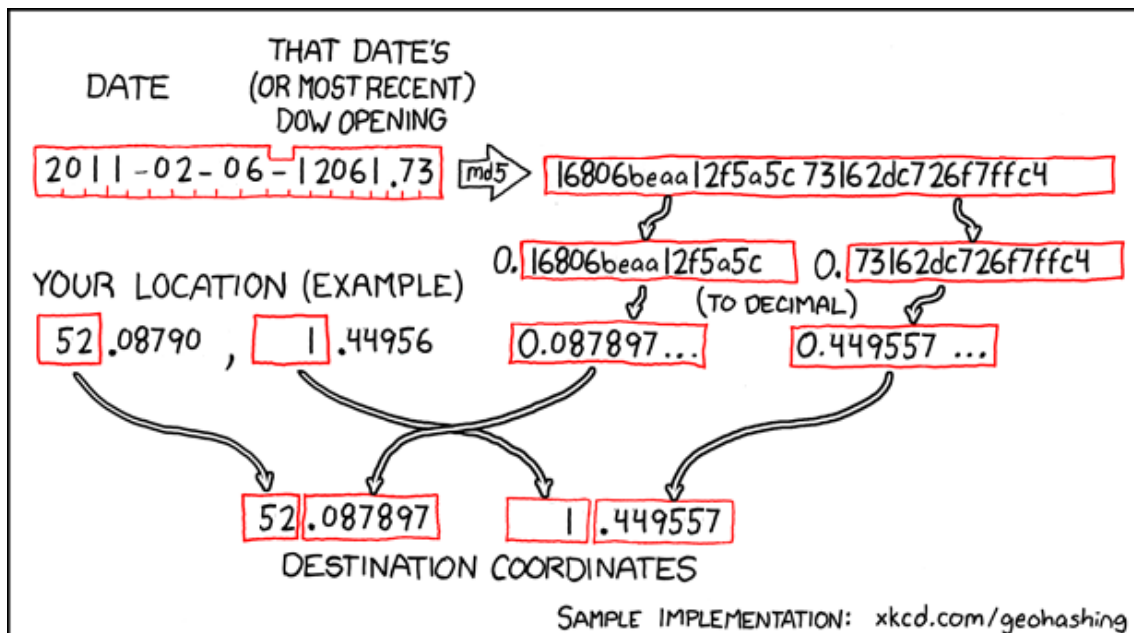 DATE
THAT DATE'S
(OR MOST RECENT)
DOW OPENING
2011-02-06-12061.73
md5
16806beaa12f5a5c73162dc726f7ffc4
0.16806beaa12f5a5c
0.73162dc726f7ffc4
(TO DECIMAL)
YOUR LOCATION (EXAMPLE)
52.08790, 1.44956
0.087897...
0.449557...
52.087897
1.449557
DESTINATION COORDINATES
SAMPLE IMPLEMENTATION: xkcd.com/geohashing